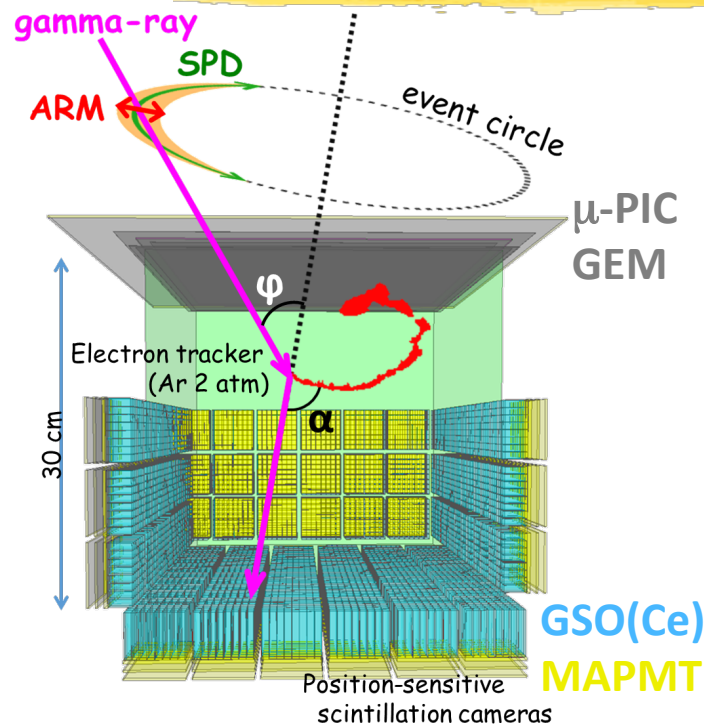 gamma-ray
SPD
ARM
event circle
μ-PIC
GEM
φ
Electron tracker
(Ar 2 atm)
α
30 cm
GSO(Ce)
MAPMT
Position-sensitive
scintillation cameras